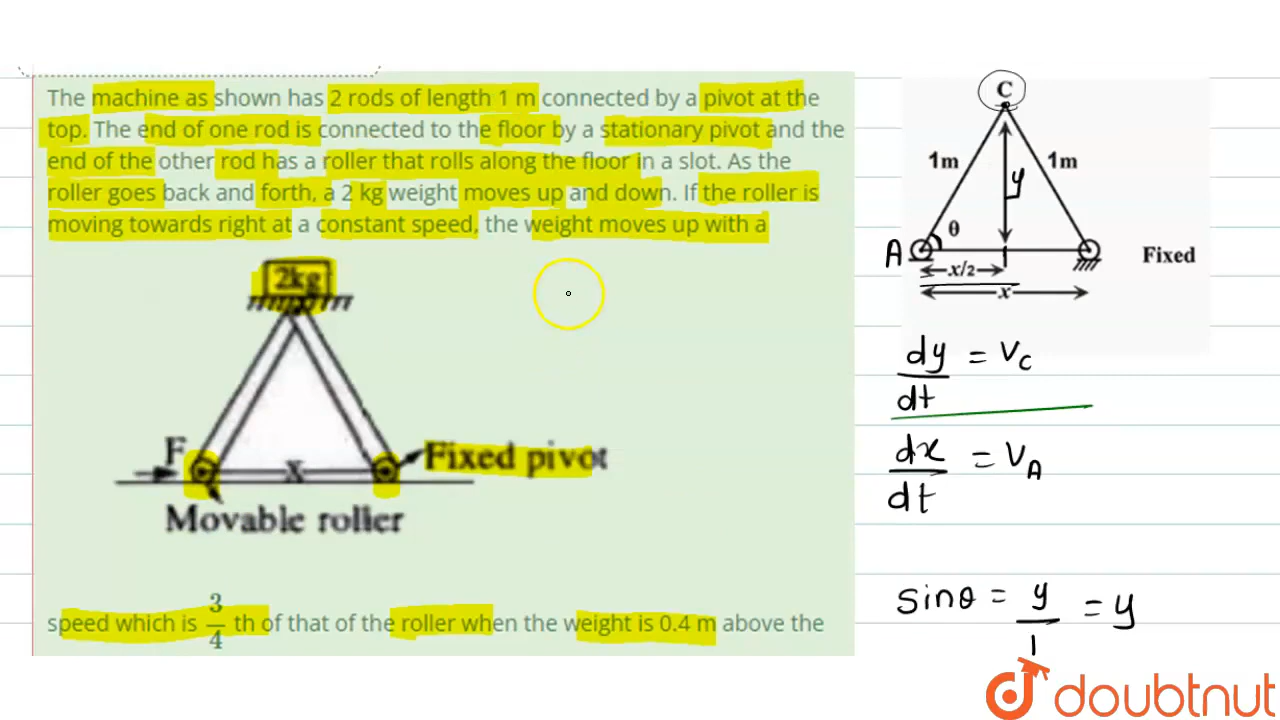 The machine as shown has 2 rods of length 1 m connected by a pivot at the
top. The end of one rod is connected to the floor by a stationary pivot and the
end of the other rod has a roller that rolls along the floor in a slot. As the
roller goes back and forth, a 2 kg weight moves up and down. If the roller is
moving towards right at a constant speed, the weight moves up with a
2kg
F
X
Fixed pivot
Movable roller
speed which is 3/4 th of that of the roller when the weight is 0.4 m above the
C
1m
1m
y
θ
A
x/2
x
Fixed
dy/dt = Vc
dx/dt = VA
sinθ = y/1 = y
doubtnut